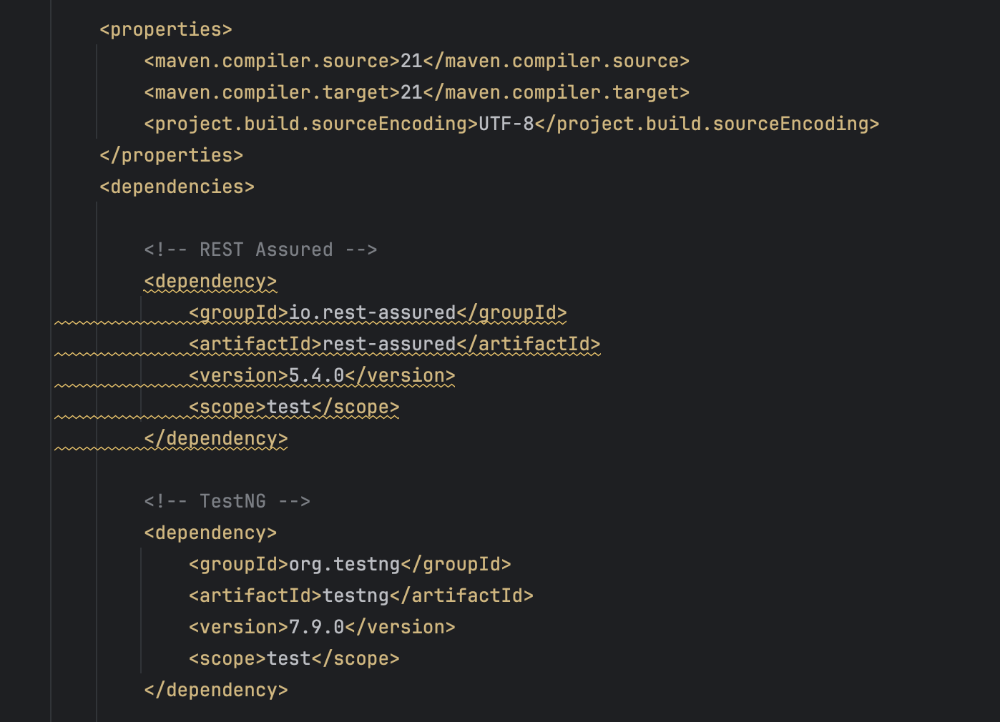 <properties>
<maven.compiler.source>21</maven.compiler.source>
<maven.compiler.target>21</maven.compiler.target>
<project.build.sourceEncoding>UTF-8</project.build.sourceEncoding>
</properties>
<dependencies>
<!-- REST Assured -->
<dependency>
<groupId>io.rest-assured</groupId>
<artifactId>rest-assured</artifactId>
<version>5.4.0</version>
<scope>test</scope>
</dependency>
<!-- TestNG -->
<dependency>
<groupId>org.testng</groupId>
<artifactId>testng</artifactId>
<version>7.9.0</version>
<scope>test</scope>
</dependency>